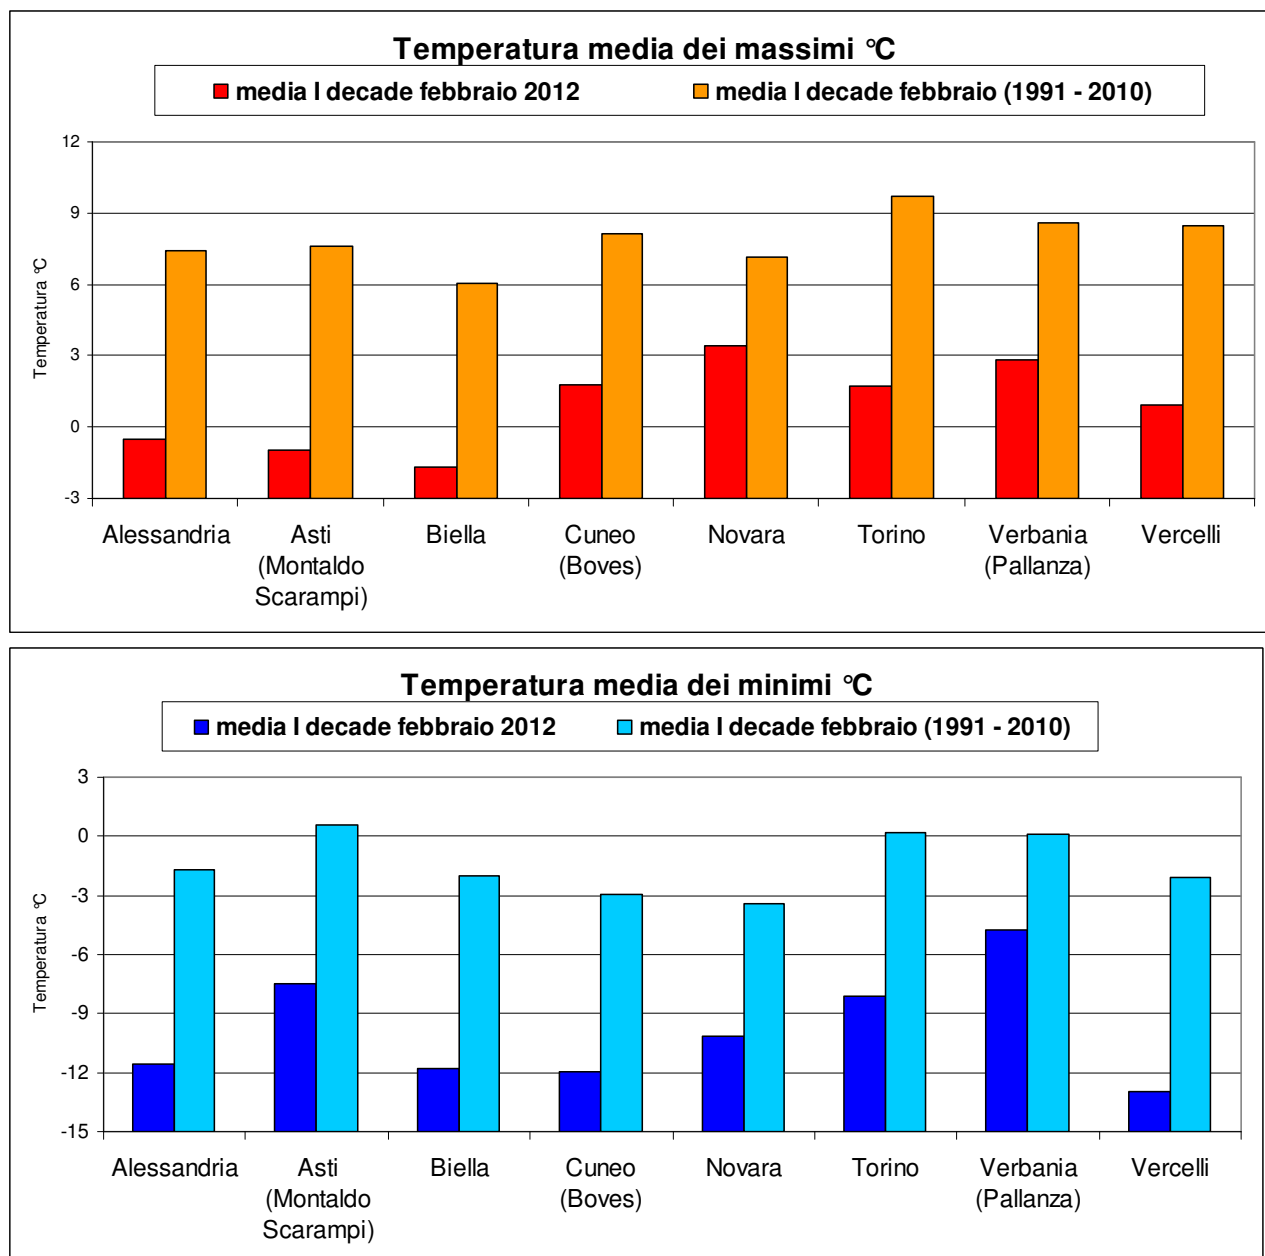 Temperatura media dei massimi °C
media I decade febbraio 2012 media I decade febbraio (1991 - 2010)
12
9
6
3
0
-3
Temperatura °C
Alessandria Asti Biella Cuneo Novara Torino Verbania Vercelli
(Montaldo (Boves) (Pallanza)
Scarampi)
Temperatura media dei minimi °C
media I decade febbraio 2012 media I decade febbraio (1991 - 2010)
3
0
-3
-6
-9
-12
-15
Temperatura °C
Alessandria Asti Biella Cuneo Novara Torino Verbania Vercelli
(Montaldo (Boves) (Pallanza)
Scarampi)